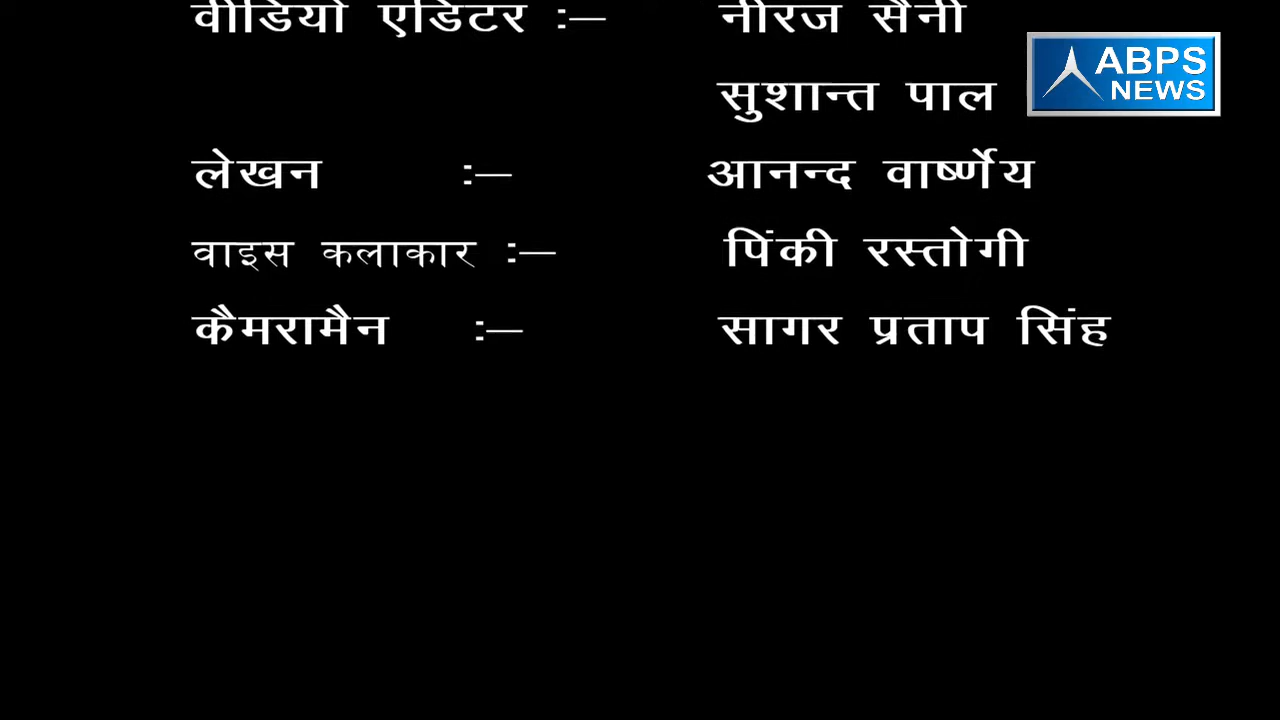 वीडियो एडिटर :— नीरज सैनी
ABPS
NEWS
सुशान्त पाल
लेखन :— आनन्द वार्ष्णेय
वाइस कलाकार :— पिंकी रस्तोगी
कैमरामैन :— सागर प्रताप सिंह